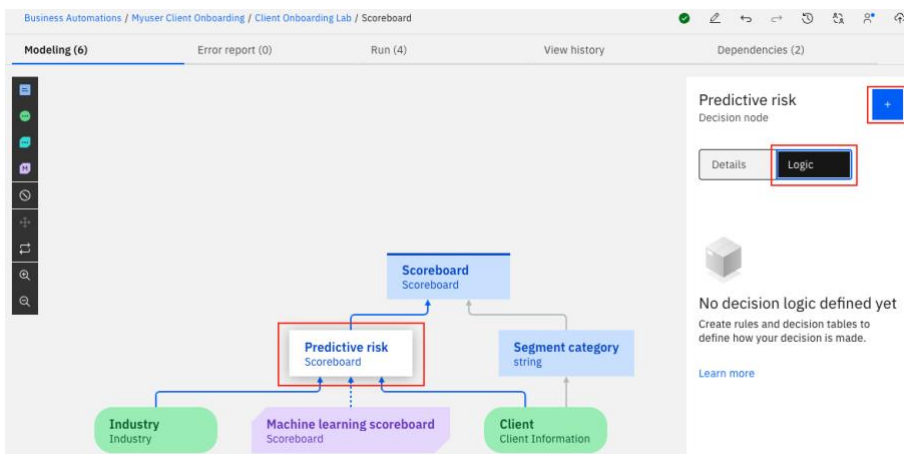 Business Automations / Myuser Client Onboarding / Client Onboarding Lab / Scoreboard
Modeling (6)
Error report (0)
Run (4)
View history
Dependencies (2)
Predictive risk
Decision node
+
Details
Logic
No decision logic defined yet
Create rules and decision tables to
define how your decision is made.
Learn more
Scoreboard
Scoreboard
Predictive risk
Scoreboard
Segment category
string
Industry
Industry
Machine learning scoreboard
Scoreboard
Client
Client Information